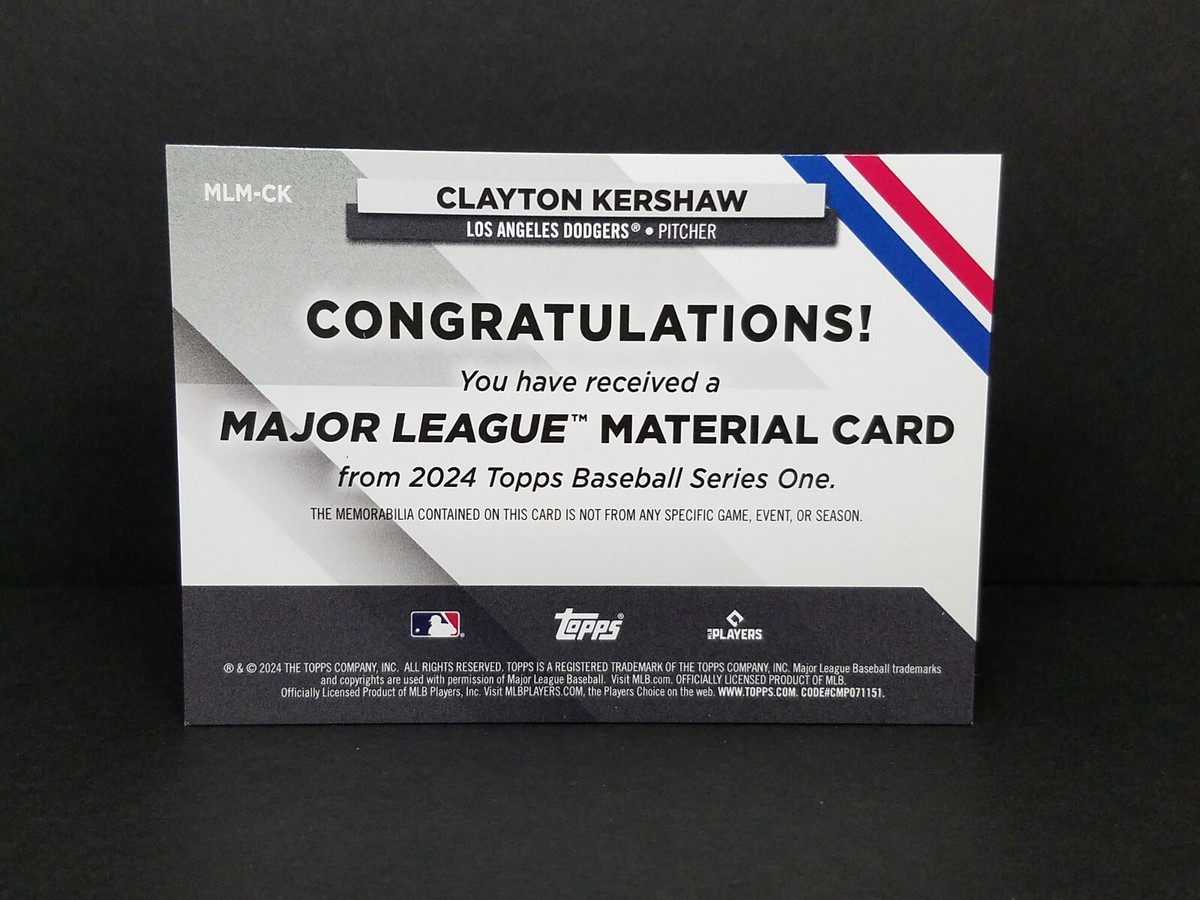 MLM-CK
CLAYTON KERSHAW
LOS ANGELES DODGERS® • PITCHER
CONGRATULATIONS!
You have received a
MAJOR LEAGUE™ MATERIAL CARD
from 2024 Topps Baseball Series One.
THE MEMORABILIA CONTAINED ON THIS CARD IS NOT FROM ANY SPECIFIC GAME, EVENT, OR SEASON.
® topps® MLB PLAYERS
® & © 2024 THE TOPPS COMPANY, INC. ALL RIGHTS RESERVED. TOPPS IS A REGISTERED TRADEMARK OF THE TOPPS COMPANY, INC. Major League Baseball trademarks
and copyrights are used with permission of Major League Baseball. Visit MLB.com. OFFICIALLY LICENSED PRODUCT OF MLB.
Officially Licensed Product of MLB Players, Inc. Visit MLBPLAYERS.COM, the Players Choice on the web. WWW.TOPPS.COM. CODE#CMP071151.